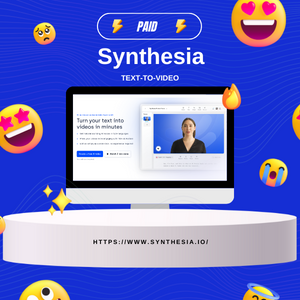 PAID
Synthesia
TEXT-TO-VIDEO
Turn your text into
videos in minutes
HTTPS://WWW.SYNTHESIA.IO/